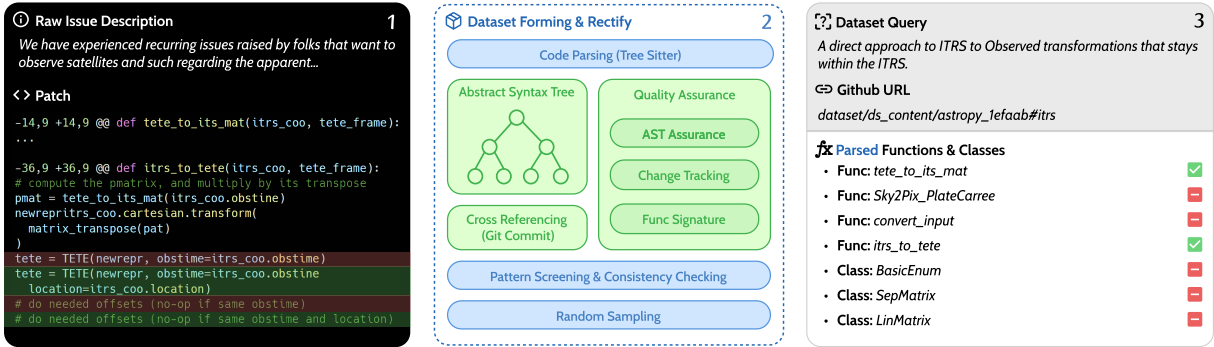 Raw Issue Description
1
We have experienced recurring issues raised by folks that want to
observe satellites and such regarding the apparent...
<> Patch
-14,9 +14,9 @@ def tete_to_its_mat(itrs_coo, tete_frame):
...
-36,9 +36,9 @@ def itrs_to_tete(itrs_coo, tete_frame):
# compute the pmatrix, and multiply by its transpose
pmat = tete_to_its_mat(itrs_coo.obstine)
newrepritrs_coo.cartesian.transform(
matrix_transpose(pat)
)
tete = TETE(newrepr, obstime=itrs_coo.obstime)
tete = TETE(newrepr, obstime=itrs_coo.obstine
location=itrs_coo.location)
# do needed offsets (no-op if same obstime)
# do needed offsets (no-op if same obstime and location)
Dataset Forming & Rectify
2
Code Parsing (Tree Sitter)
Abstract Syntax Tree
Cross Referencing
(Git Commit)
Quality Assurance
AST Assurance
Change Tracking
Func Signature
Pattern Screening & Consistency Checking
Random Sampling
Dataset Query
3
A direct approach to ITRS to Observed transformations that stays
within the ITRS.
Github URL
dataset/ds_content/astropy_1efaab#itrs
fx Parsed Functions & Classes
• Func: tete_to_its_mat
• Func: Sky2Pix_PlateCarree
• Func: convert_input
• Func: itrs_to_tete
• Class: BasicEnum
• Class: SepMatrix
• Class: LinMatrix